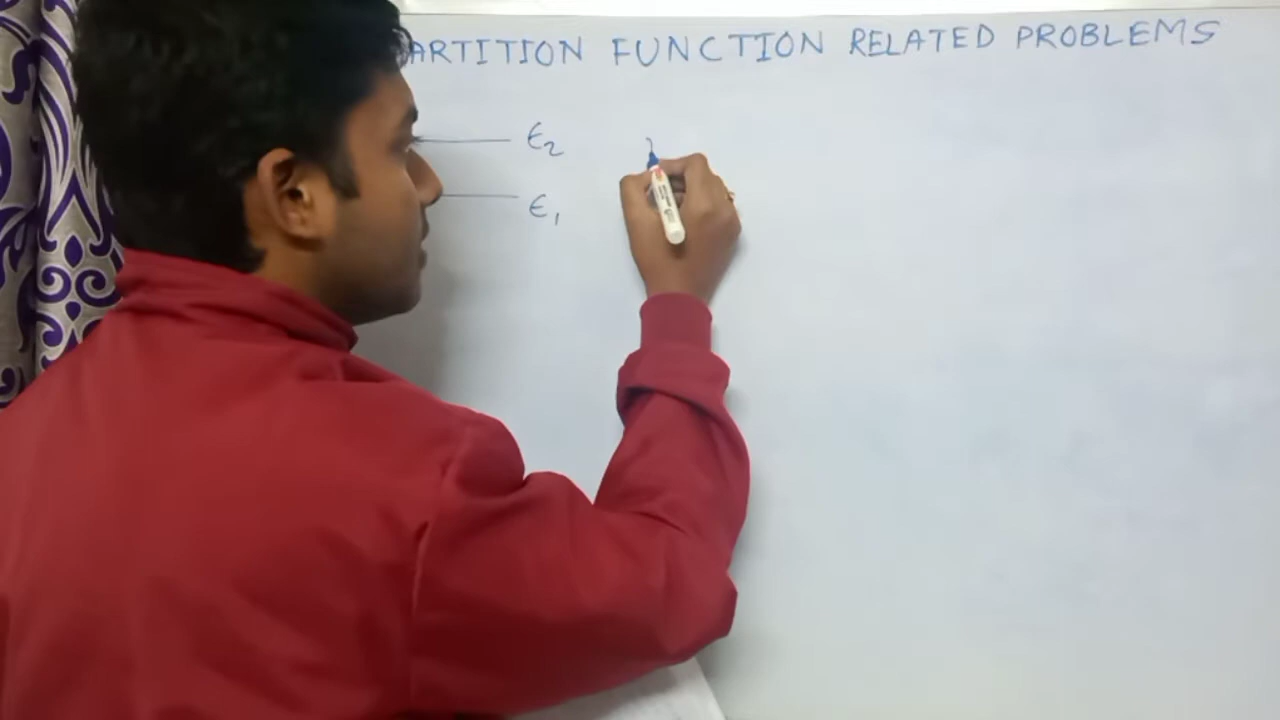 ARTITION FUNCTION RELATED PROBLEMS
ϵ₂
ϵ₁